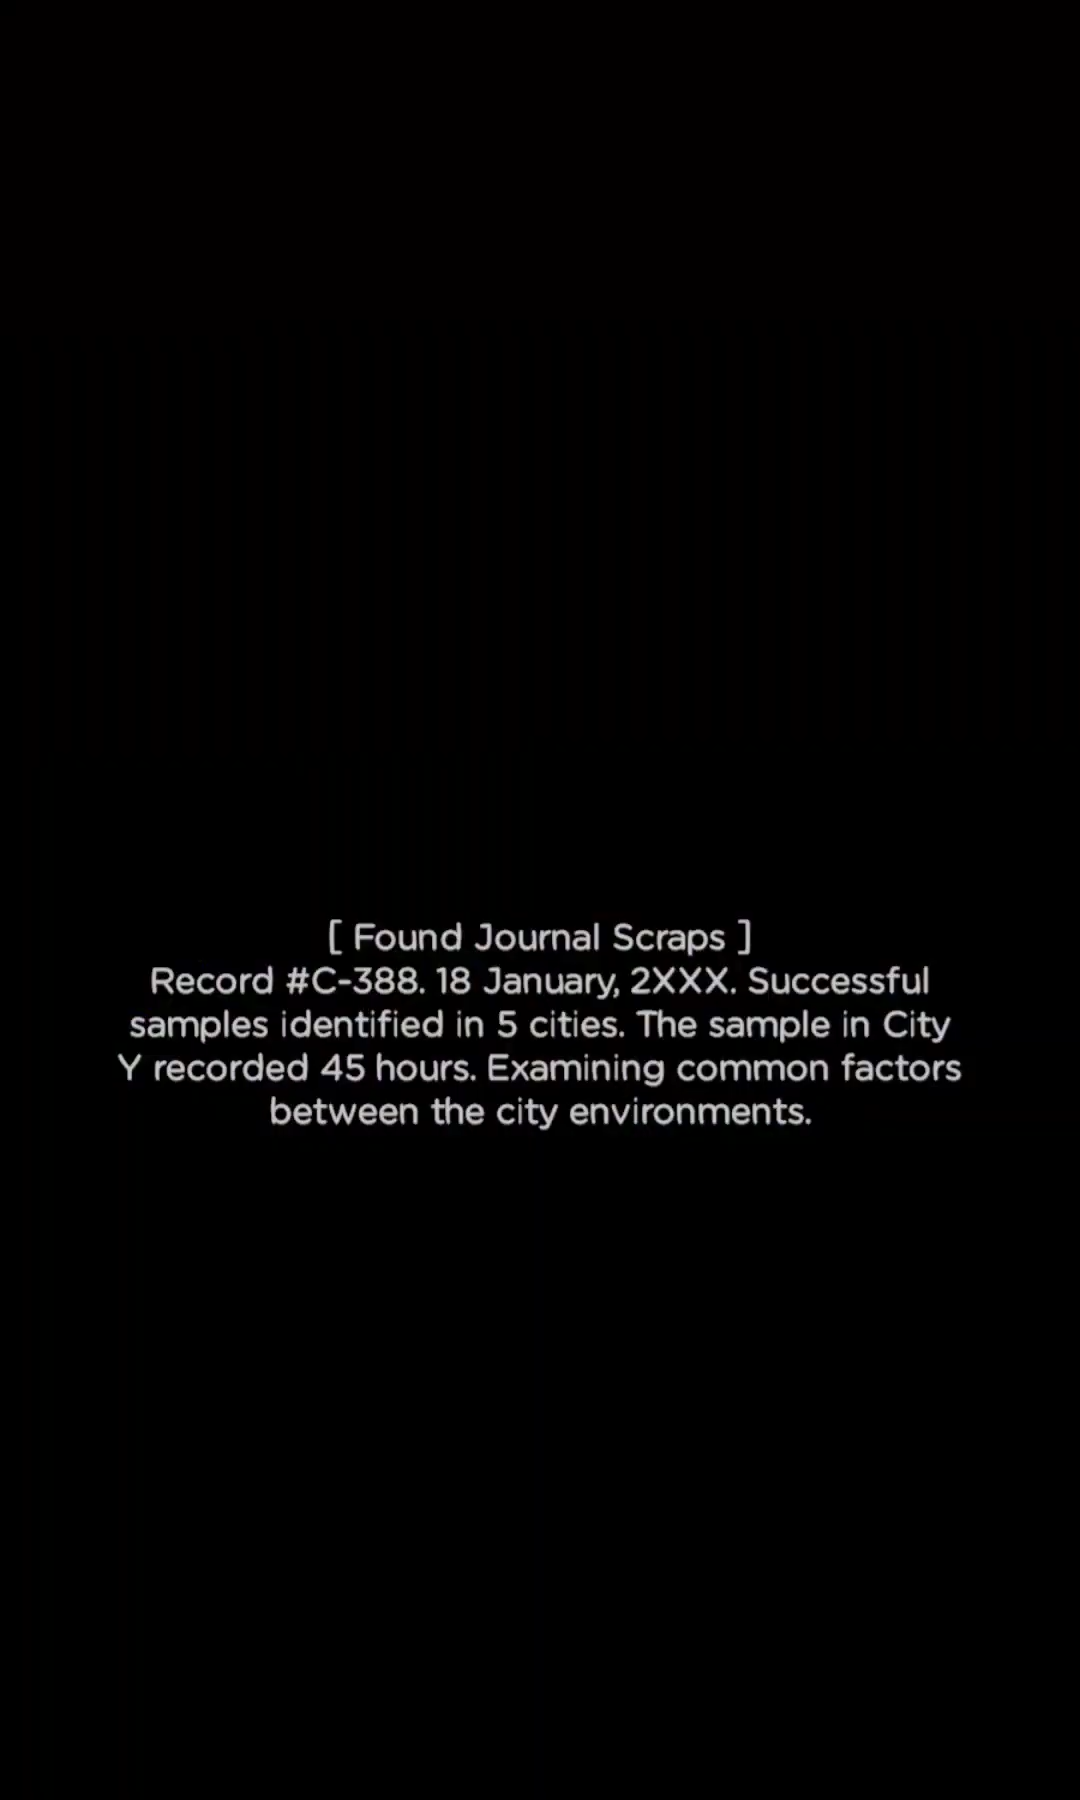 [ Found Journal Scraps ]
Record #C-388. 18 January, 2XXX. Successful
samples identified in 5 cities. The sample in City
Y recorded 45 hours. Examining common factors
between the city environments.